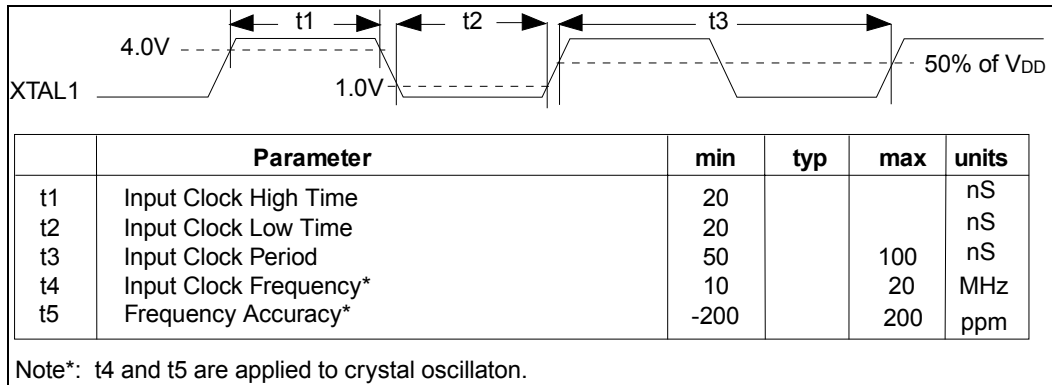 t1 t2 t3
4.0V
50% of VDD
XTAL1 1.0V
Parameter min typ max units
t1 Input Clock High Time 20 nS
t2 Input Clock Low Time 20 nS
t3 Input Clock Period 50 100 nS
t4 Input Clock Frequency* 10 20 MHz
t5 Frequency Accuracy* -200 200 ppm
Note*: t4 and t5 are applied to crystal oscillaton.